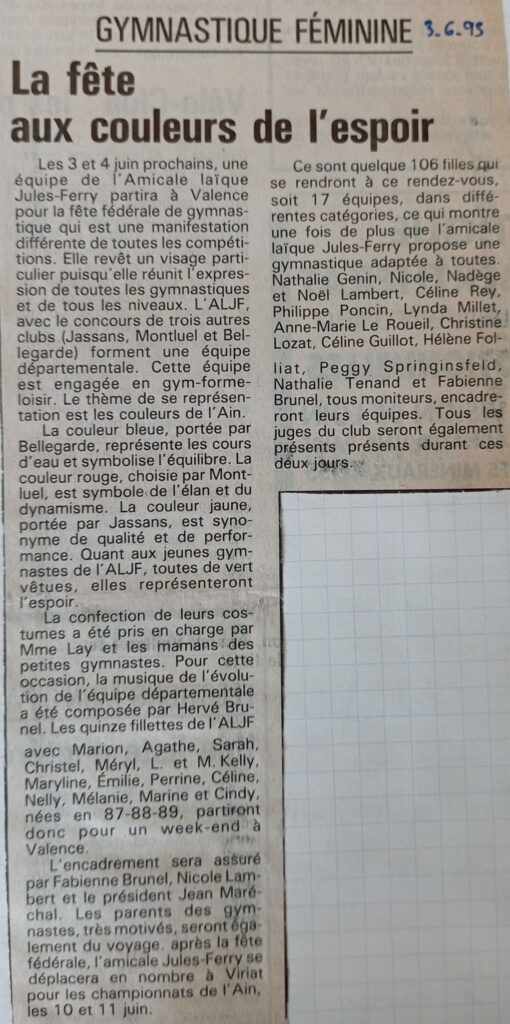 GYMNASTIQUE FÉMININE 3.6.95
La fête
aux couleurs de l'espoir
Les 3 et 4 juin prochains, une
équipe de l'Amicale laïque
Jules-Ferry partira à Valence
pour la fête fédérale de gymnas-
tique qui est une manifestation
différente de toutes les compéti-
tions. Elle revêt un visage parti-
culier puisqu'elle réunit l'expres-
sion de toutes les gymnastiques
et de tous les niveaux. L'ALJF,
avec le concours de trois autres
clubs (Jassans, Montluel et Bel-
legarde) forment une équipe
départementale. Cette équipe
est engagée en gym-forme-
loisir. Le thème de se représen-
tation est les couleurs de l'Ain.
La couleur bleue, portée par
Bellegarde, représente les cours
d'eau et symbolise l'équilibre. La
couleur rouge, choisie par Mont-
luel, est symbole de l'élan et du
dynamisme. La couleur jaune,
portée par Jassans, est syno-
nyme de qualité et de perfor-
mance. Quant aux jeunes gym-
nastes de l'ALJF, toutes de vert
vêtues, elles représenteront
l'espoir.
La confection de leurs cos-
tumes a été pris en charge par
Mme Lay et les mamans des
petites gymnastes. Pour cette
occasion, la musique de l'évolu-
tion de l'équipe départementale
a été composée par Hervé Bru-
nel. Les quinze fillettes de l'ALJF
avec Marion, Agathe, Sarah,
Christel, Méryl, L. et M. Kelly,
Maryline, Émilie, Perrine, Céline,
Nelly, Mélanie, Marine et Cindy,
nées en 87-88-89, partiront
donc pour un week-end à
Valence.
L'encadrement sera assuré
par Fabienne Brunel, Nicole Lam-
bert et le président Jean Maré-
chal. Les parents des gym-
nastes, très motivés, seront éga-
lement du voyage. après la fête
fédérale, l'amicale Jules-Ferry se
déplacera en nombre à Viriat
pour les championnats de l'Ain,
les 10 et 11 juin.
Ce sont quelque 106 filles qui
se rendront à ce rendez-vous,
soit 17 équipes, dans diffé-
rentes catégories, ce qui montre
une fois de plus que l'amicale
laïque Jules-Ferry propose une
gymnastique adaptée à toutes.
Nathalie Genin, Nicole, Nadège
et Noël Lambert, Céline Rey,
Philippe Poncin, Lynda Millet,
Anne-Marie Le Roueil, Christine
Lozat, Céline Guillot, Hélène Fol-
liat, Peggy Springinsfeld,
Nathalie Tenand et Fabienne
Brunel, tous moniteurs, encadre-
ront leurs équipes. Tous les
juges du club seront également
présents présents durant ces
deux jours.